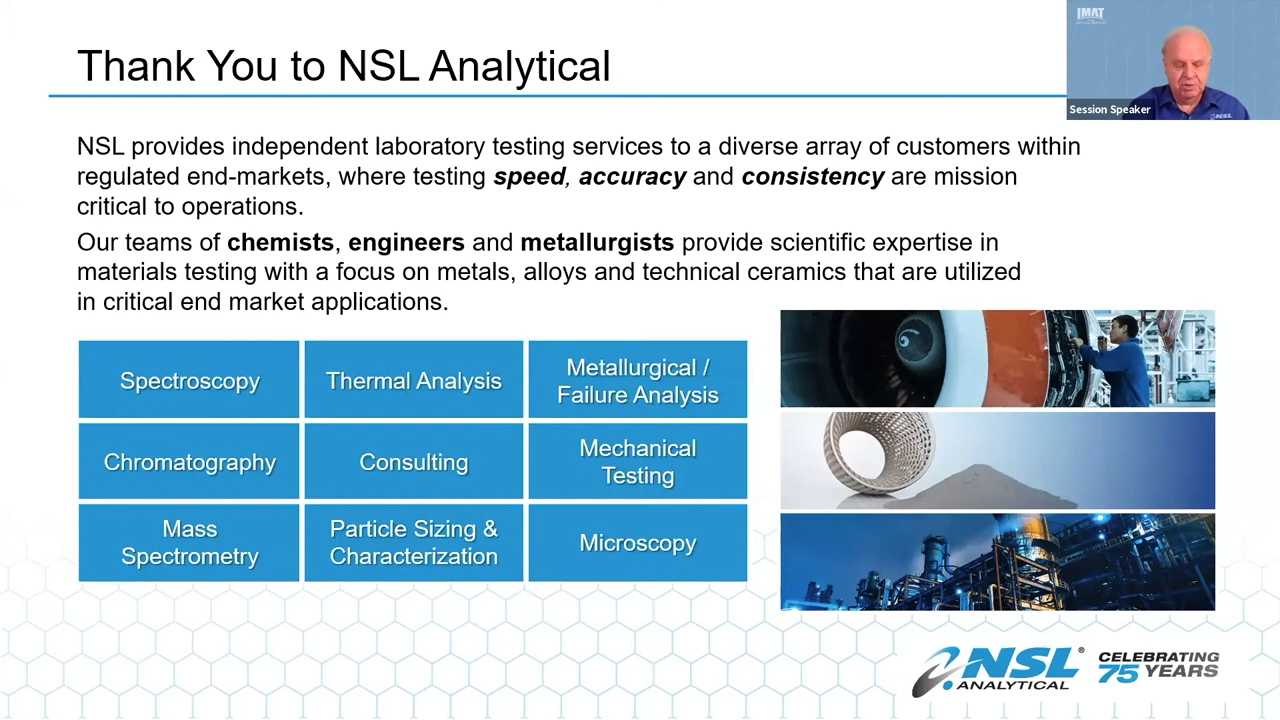 Thank You to NSL Analytical
IMAT
Session Speaker
NSL
NSL provides independent laboratory testing services to a diverse array of customers within
regulated end-markets, where testing speed, accuracy and consistency are mission
critical to operations.
Our teams of chemists, engineers and metallurgists provide scientific expertise in
materials testing with a focus on metals, alloys and technical ceramics that are utilized
in critical end market applications.
Spectroscopy
Thermal Analysis
Metallurgical /
Failure Analysis
Chromatography
Consulting
Mechanical
Testing
Mass
Spectrometry
Particle Sizing &
Characterization
Microscopy
NSL®
ANALYTICAL
CELEBRATING
75 YEARS